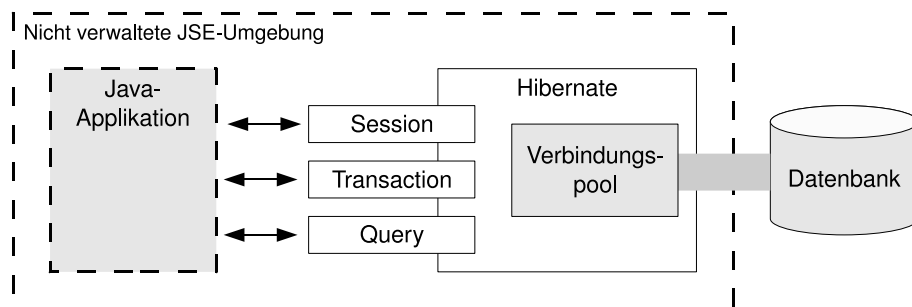 Nicht verwaltete JSE-Umgebung
Java-
Applikation
Session
Transaction
Query
Hibernate
Verbindungs-
pool
Datenbank